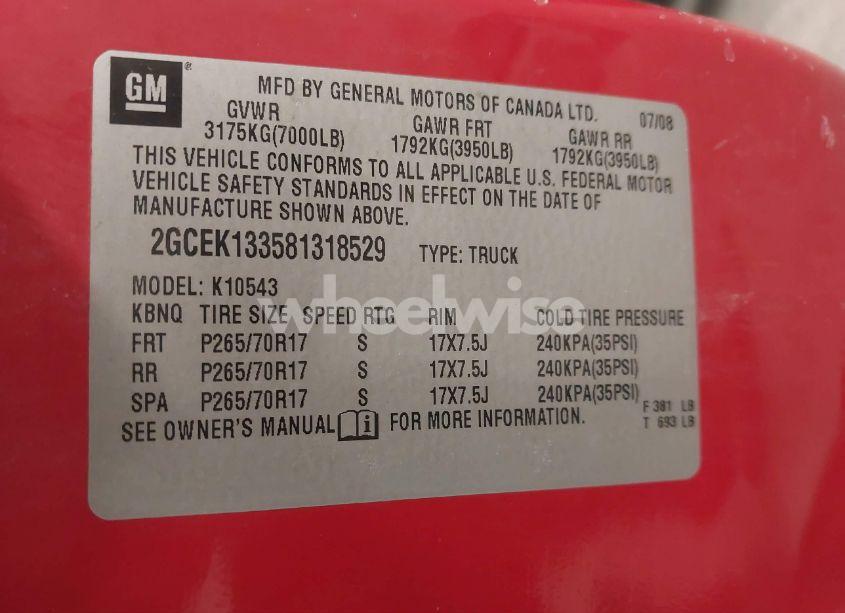 GM ®
MFD BY GENERAL MOTORS OF CANADA LTD. 07/08
GVWR GAWR FRT GAWR RR
3175KG(7000LB) 1792KG(3950LB) 1792KG(3950LB)
THIS VEHICLE CONFORMS TO ALL APPLICABLE U.S. FEDERAL MOTOR
VEHICLE SAFETY STANDARDS IN EFFECT ON THE DATE OF
MANUFACTURE SHOWN ABOVE.
2GCEK133581318529 TYPE: TRUCK
MODEL: K10543
wheelwise
KBNQ TIRE SIZE SPEED RTG RIM COLD TIRE PRESSURE
FRT P265/70R17 S 17X7.5J 240KPA(35PSI)
RR P265/70R17 S 17X7.5J 240KPA(35PSI)
SPA P265/70R17 S 17X7.5J 240KPA(35PSI)
F 381 LB
T 693 LB
SEE OWNER'S MANUAL i FOR MORE INFORMATION.